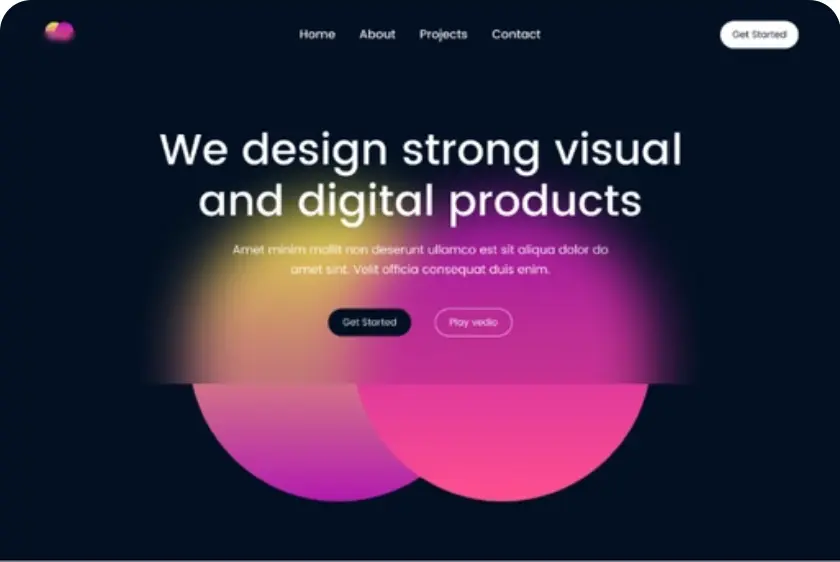 Home About Projects Contact Get Started
We design strong visual
and digital products
Amet minim mollit non deserunt ullamco est sit aliqua dolor do
amet sint. Velit officia consequat duis enim.
Get Started Play vedio